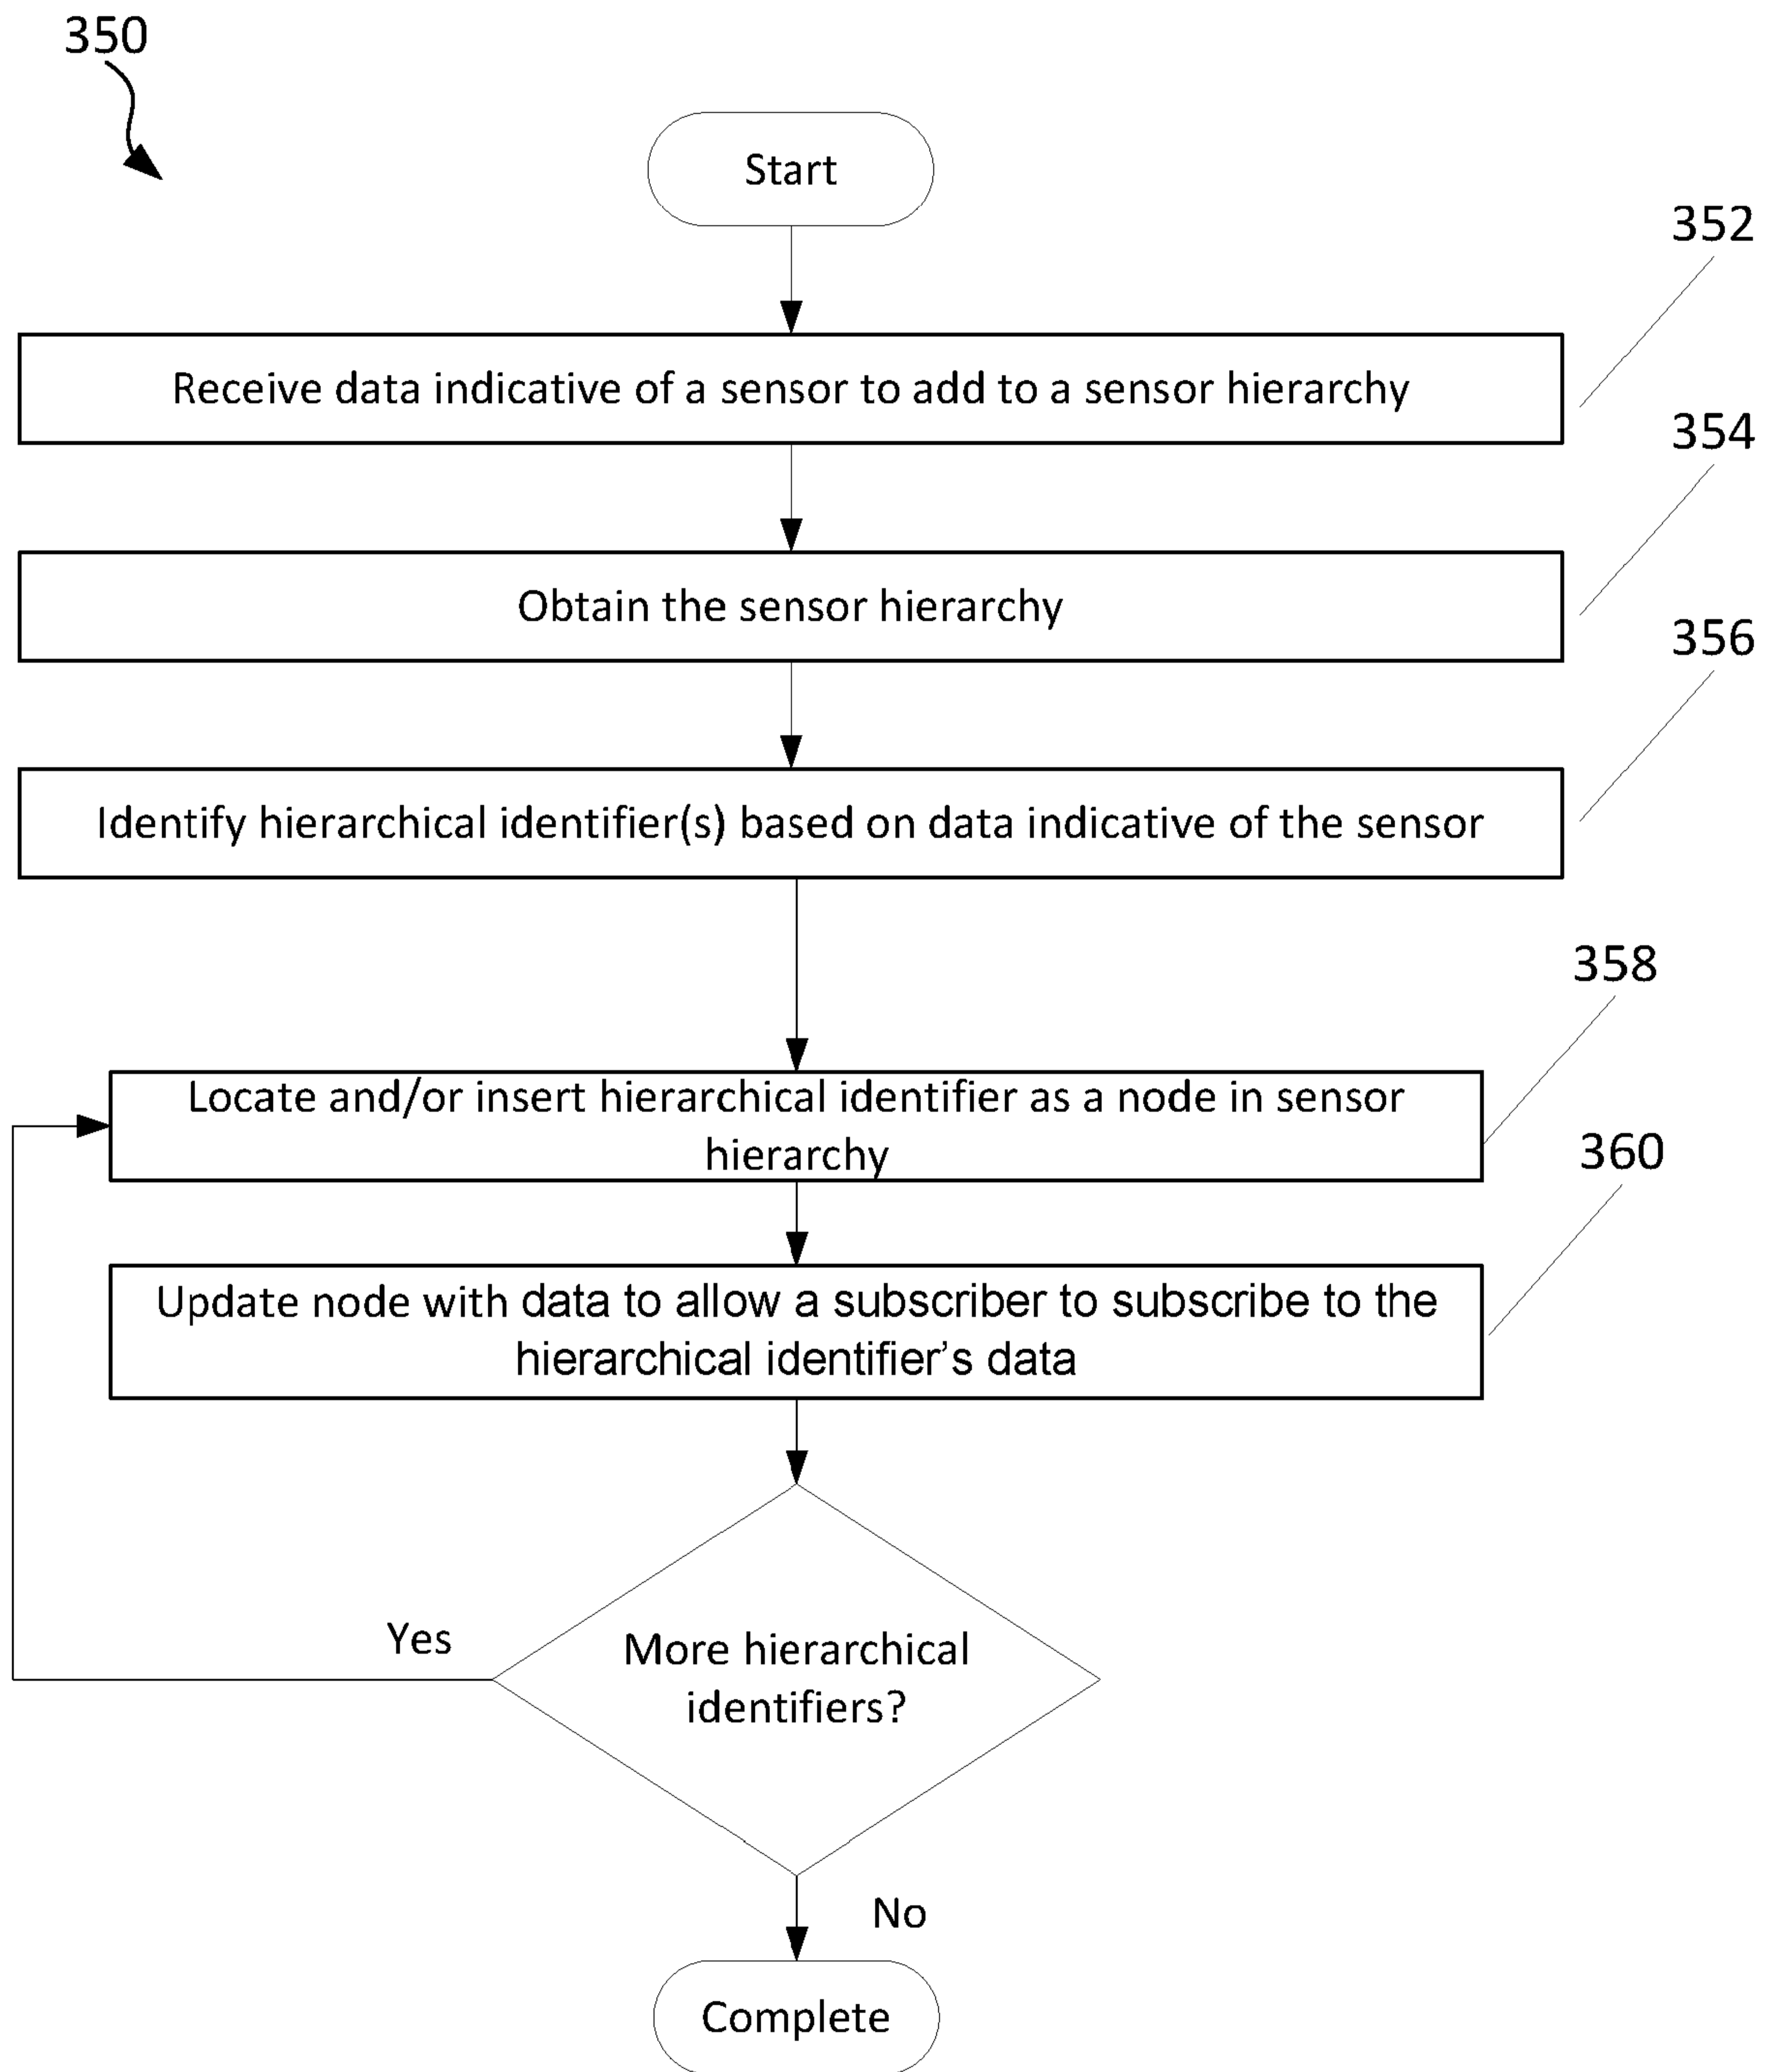 350
Start
352
Receive data indicative of a sensor to add to a sensor hierarchy
354
Obtain the sensor hierarchy
356
Identify hierarchical identifier(s) based on data indicative of the sensor
358
Locate and/or insert hierarchical identifier as a node in sensor
hierarchy
360
Update node with data to allow a subscriber to subscribe to the
hierarchical identifier’s data
Yes
More hierarchical
identifiers?
No
Complete